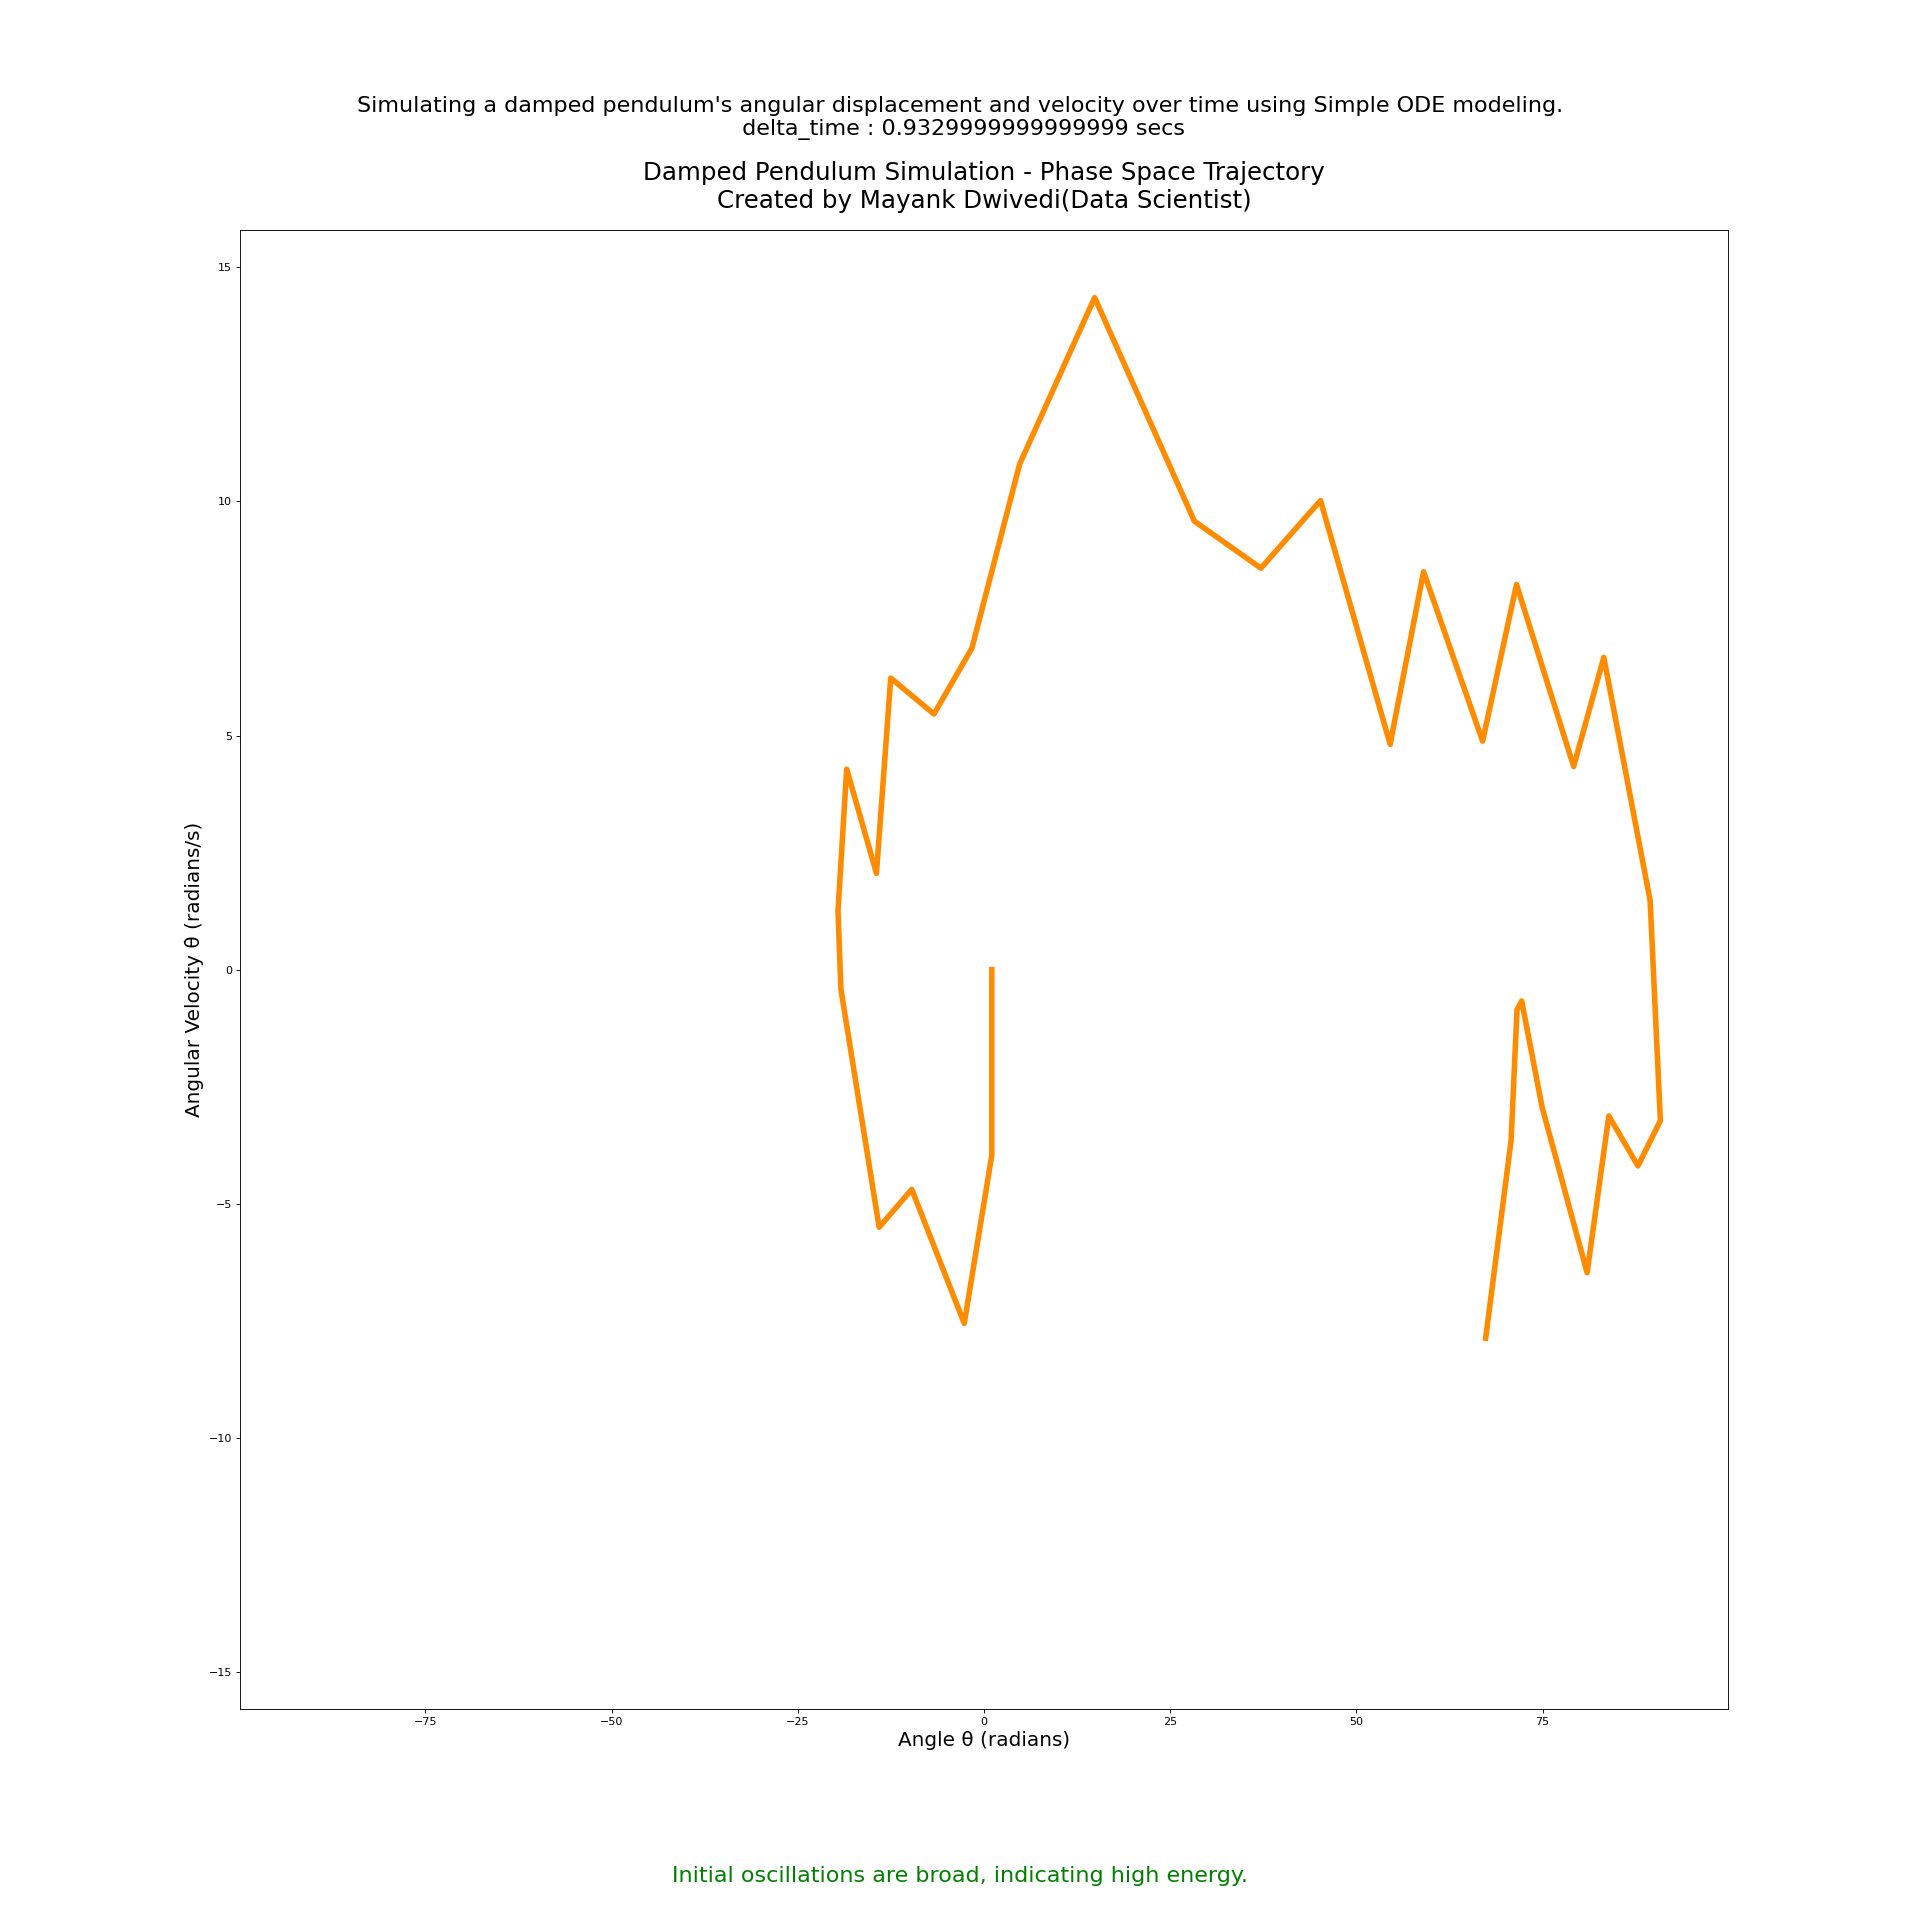 Simulating a damped pendulum's angular displacement and velocity over time using Simple ODE modeling.
delta_time : 0.9329999999999999 secs
Damped Pendulum Simulation - Phase Space Trajectory
Created by Mayank Dwivedi(Data Scientist)
15
10
5
0
−5
−10
−15
Angular Velocity θ (radians/s)
−75
−50
−25
0
25
50
75
Angle θ (radians)
Initial oscillations are broad, indicating high energy.